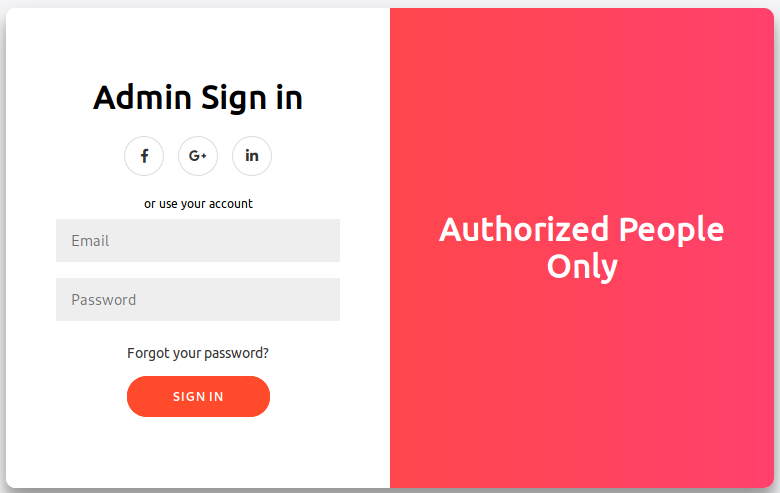 Admin Sign in
f G+ in
or use your account
Email
Password
Forgot your password?
SIGN IN
Authorized People
Only